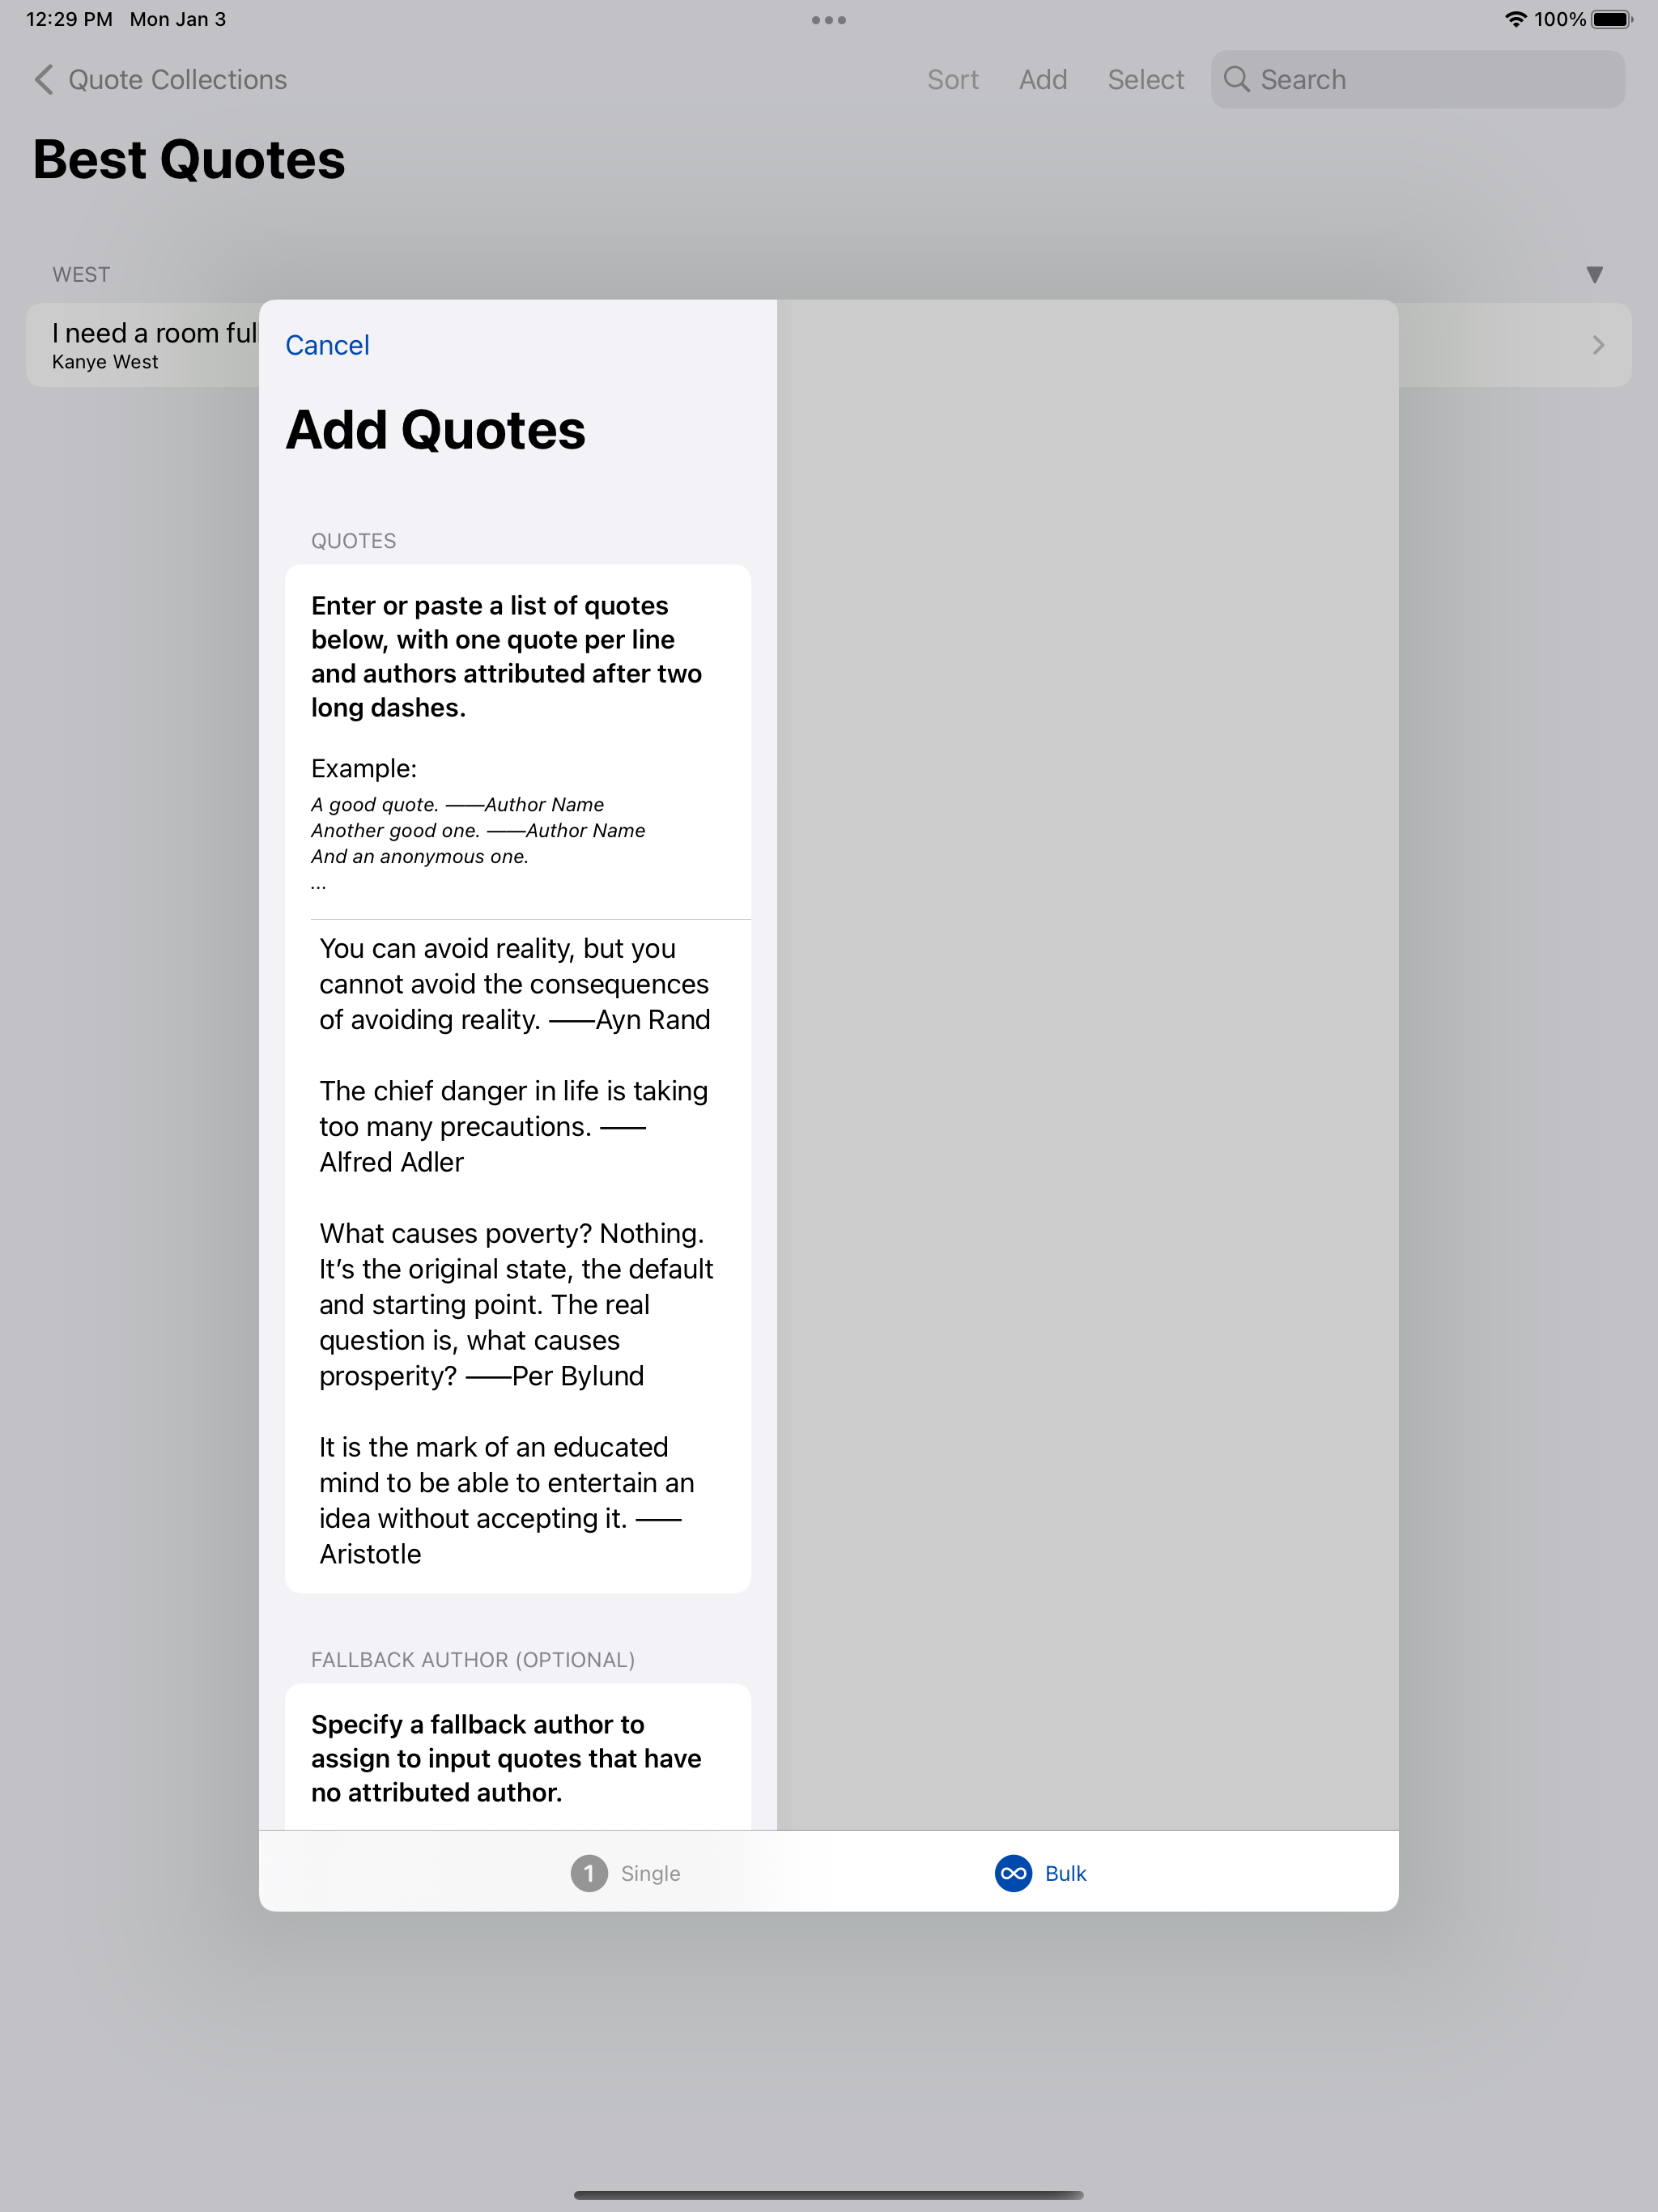 12:29 PM Mon Jan 3
100%
Quote Collections
Sort
Add
Select
Search
Best Quotes
WEST
I need a room full
Kanye West
Cancel
Add Quotes
QUOTES
Enter or paste a list of quotes
below, with one quote per line
and authors attributed after two
long dashes.
Example:
A good quote. ——Author Name
Another good one. ——Author Name
And an anonymous one.
...
You can avoid reality, but you
cannot avoid the consequences
of avoiding reality. ——Ayn Rand
The chief danger in life is taking
too many precautions. ——
Alfred Adler
What causes poverty? Nothing.
It’s the original state, the default
and starting point. The real
question is, what causes
prosperity? ——Per Bylund
It is the mark of an educated
mind to be able to entertain an
idea without accepting it. ——
Aristotle
FALLBACK AUTHOR (OPTIONAL)
Specify a fallback author to
assign to input quotes that have
no attributed author.
1 Single
Bulk